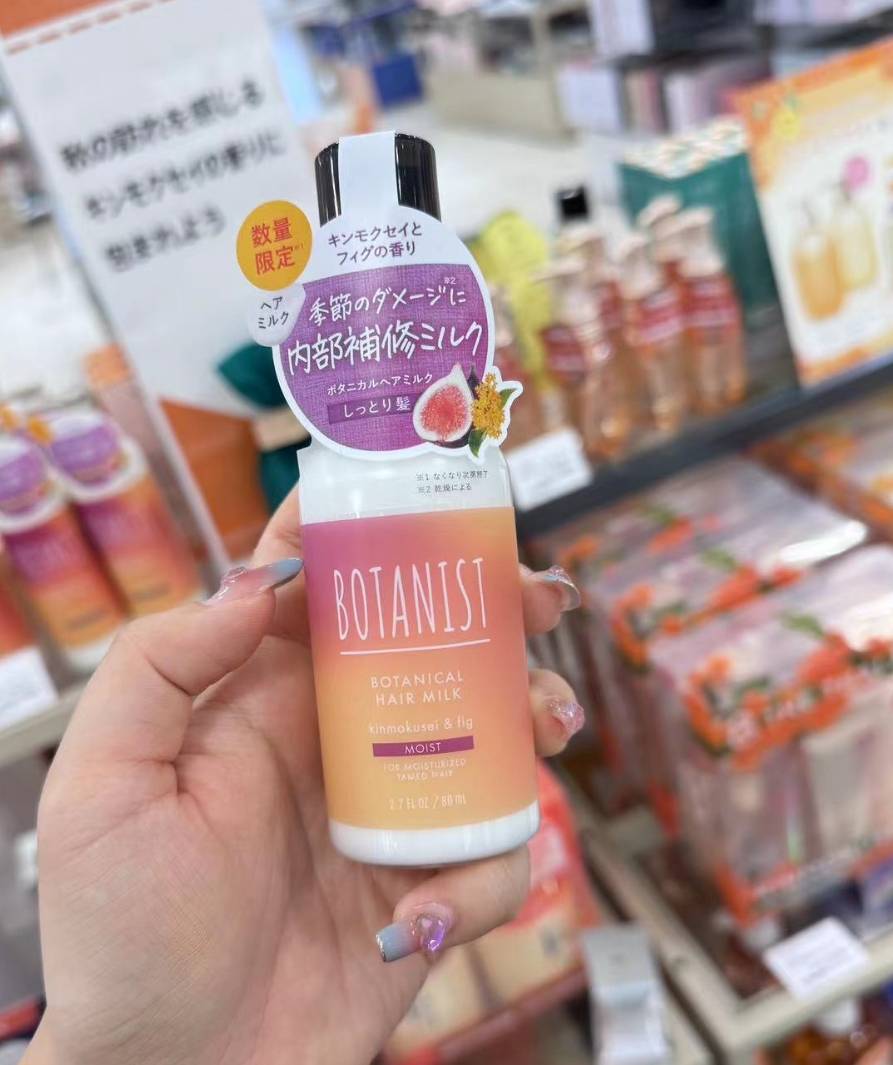 秋の節光を感じる
キンモクセイの香りに
包まれよう
数量
限定※1
キンモクセイと
フィグの香り
ヘア
ミルク
季節のダメージに※2
内部補修ミルク
ボタニカルヘアミルク
しっとり髪
※1 なくなり次第終了
※2 乾燥による
BOTANIST
BOTANICAL
HAIR MILK
kinmokusei & fig
MOIST
FOR MOISTURIZED
TAMED HAIR
2.7 FL OZ / 80 mL
BOTANIST